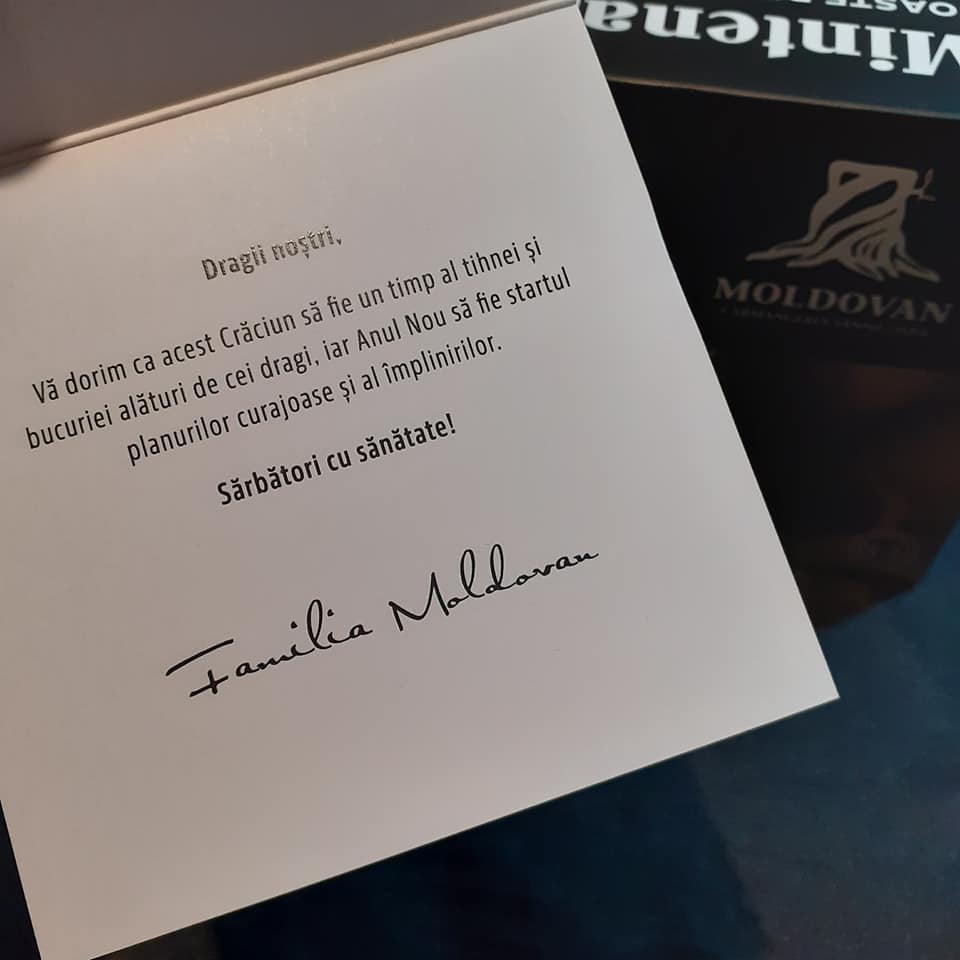 Dragii noștri,
Vă dorim ca acest Crăciun să fie un timp al tihnei și
bucuriei alături de cei dragi, iar Anul Nou să fie startul
planurilor curajoase și al împlinirilor.
Sărbători cu sănătate!
Familia Moldovan
MOLDOVAN
Mintena
OASTE